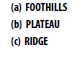 (a) FOOTHILLS
(b) PLATEAU
(c) RIDGE